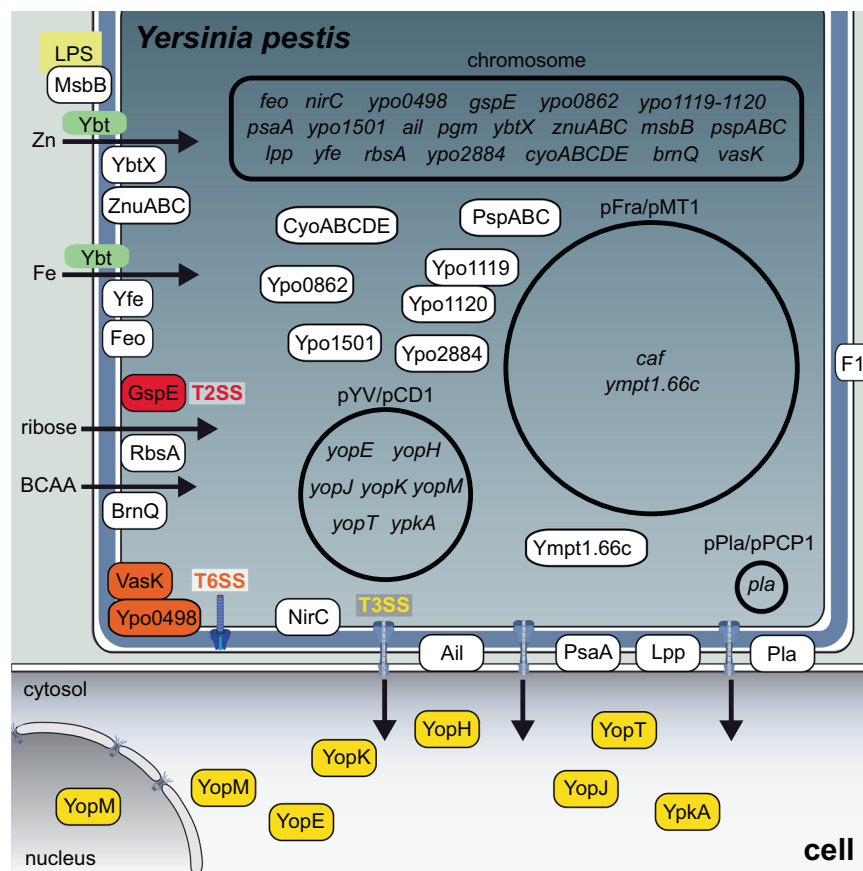 Yersinia pestis
LPS
MsbB
chromosome
feo nirC ypo0498 gspE ypo0862 ypo1119-1120
psaA ypo1501 ail pgm ybtX znuABC msbB pspABC
lpp yfe rbsA ypo2884 cyoABCDE brnQ vasK
Ybt
Zn
YbtX
ZnuABC
CyoABCDE
PspABC
pFra/pMT1
Ybt
Fe
Yfe
Feo
Ypo0862
Ypo1119
Ypo1120
Ypo1501
Ypo2884
caf
ympt1.66c
F1
GspE T2SS
pYV/pCD1
ribose
RbsA
BCAA
BrnQ
yopE yopH
yopJ yopK yopM
yopT ypkA
Ympt1.66c
pPla/pPCP1
pla
VasK
Ypo0498
T6SS
NirC
T3SS
Ail
PsaA
Lpp
Pla
cytosol
YopH
YopT
YopK
YopM
YopM
YopE
YopJ
YpkA
nucleus
cell